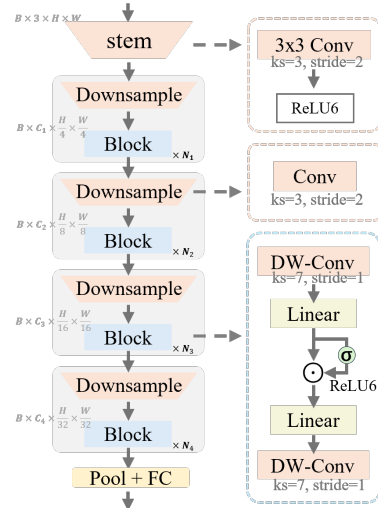 B × 3 × H × W
stem
Downsample
B × C₁ × H/4 × W/4
Block
× N₁
Downsample
B × C₂ × H/8 × W/8
Block
× N₂
Downsample
B × C₃ × H/16 × W/16
Block
× N₃
Downsample
B × C₄ × H/32 × W/32
Block
× N₄
Pool + FC
3x3 Conv
ks=3, stride=2
ReLU6
Conv
ks=3, stride=2
DW-Conv
ks=7, stride=1
Linear
σ
ReLU6
Linear
DW-Conv
ks=7, stride=1